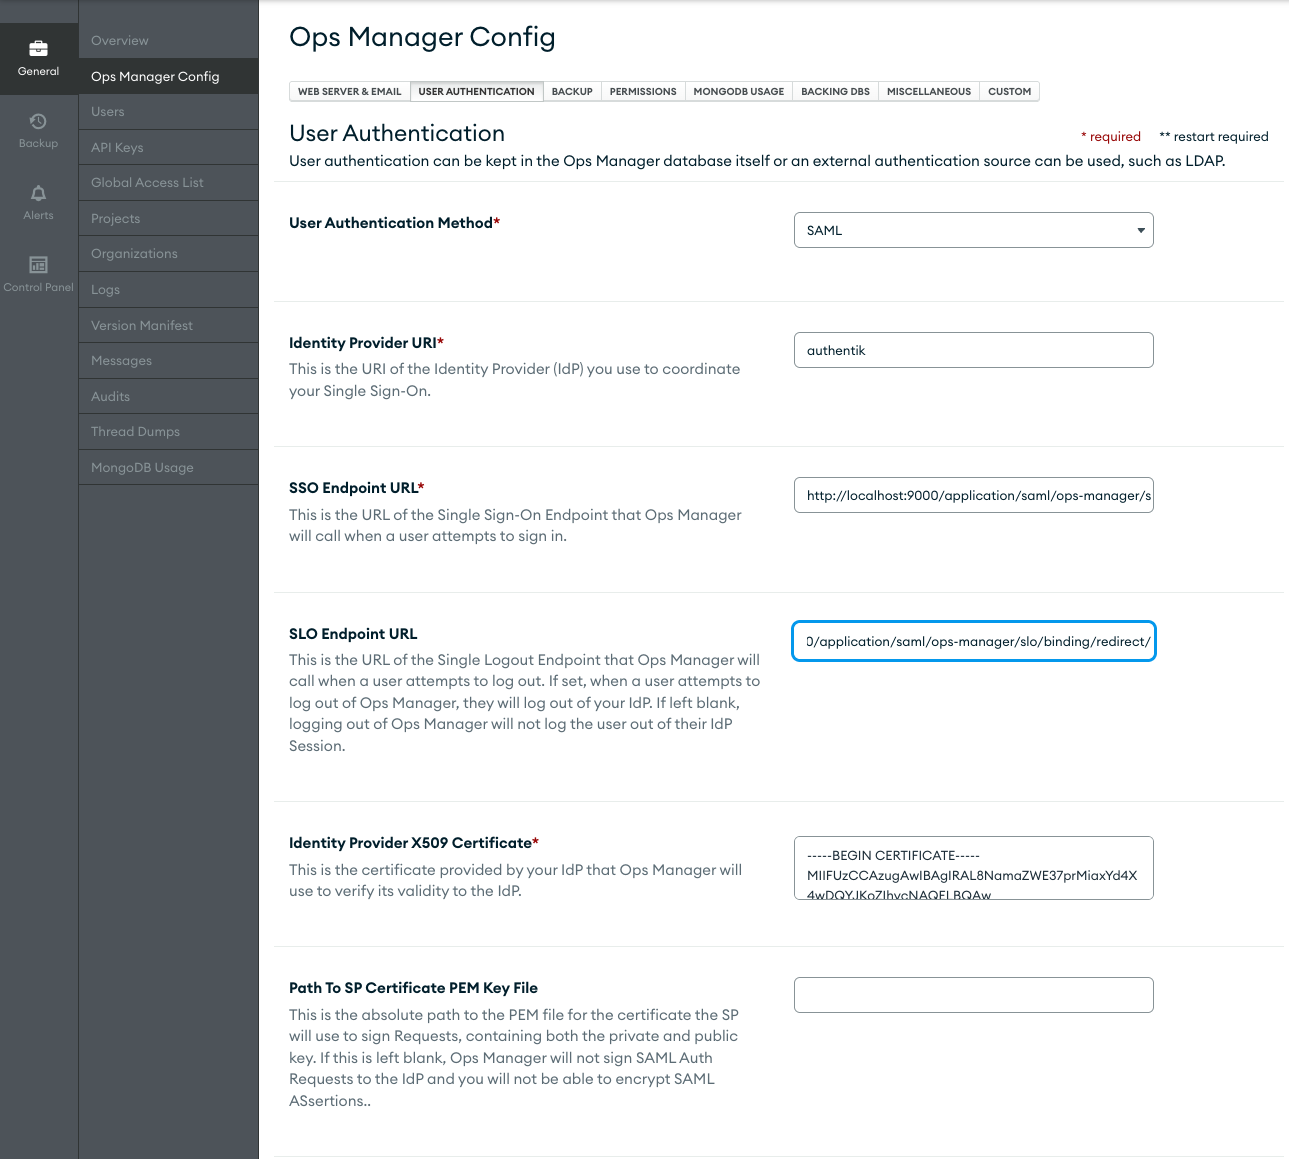 General
Backup
Alerts
Control Panel
Overview
Ops Manager Config
Users
API Keys
Global Access List
Projects
Organizations
Logs
Version Manifest
Messages
Audits
Thread Dumps
MongoDB Usage
Ops Manager Config
WEB SERVER & EMAIL USER AUTHENTICATION BACKUP PERMISSIONS MONGODB USAGE BACKING DBS MISCELLANEOUS CUSTOM
User Authentication
* required ** restart required
User authentication can be kept in the Ops Manager database itself or an external authentication source can be used, such as LDAP.
User Authentication Method*
SAML
Identity Provider URI*
This is the URI of the Identity Provider (IdP) you use to coordinate
your Single Sign-On.
authentik
SSO Endpoint URL*
This is the URL of the Single Sign-On Endpoint that Ops Manager
will call when a user attempts to sign in.
http://localhost:9000/application/saml/ops-manager/s
SLO Endpoint URL
This is the URL of the Single Logout Endpoint that Ops Manager will
call when a user attempts to log out. If set, when a user attempts to
log out of Ops Manager, they will log out of your IdP. If left blank,
logging out of Ops Manager will not log the user out of their IdP
Session.
0/application/saml/ops-manager/slo/binding/redirect/
Identity Provider X509 Certificate*
This is the certificate provided by your IdP that Ops Manager will
use to verify its validity to the IdP.
-----BEGIN CERTIFICATE-----
MIIFUzCCAzugAwIBAgIRAL8NamaZWE37prMiaxYd4X
4wDQYJKoZIhvcNAQELBQAw
Path To SP Certificate PEM Key File
This is the absolute path to the PEM file for the certificate the SP
will use to sign Requests, containing both the private and public
key. If this is left blank, Ops Manager will not sign SAML Auth
Requests to the IdP and you will not be able to encrypt SAML
ASsertions..